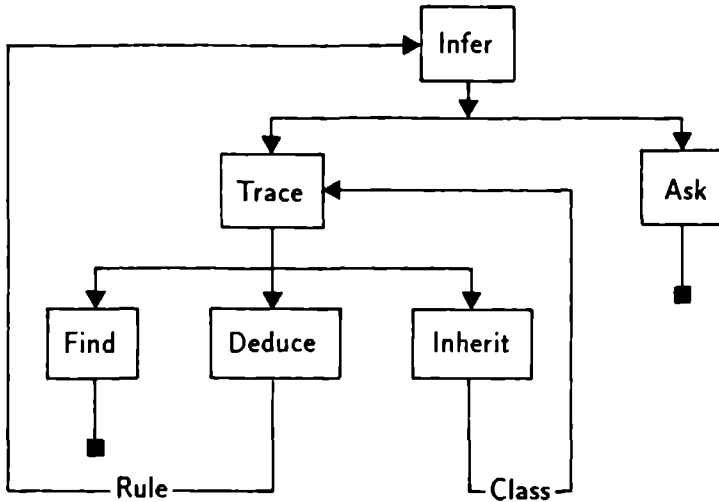 Infer
Trace
Ask
Find
Deduce
Inherit
Rule
Class